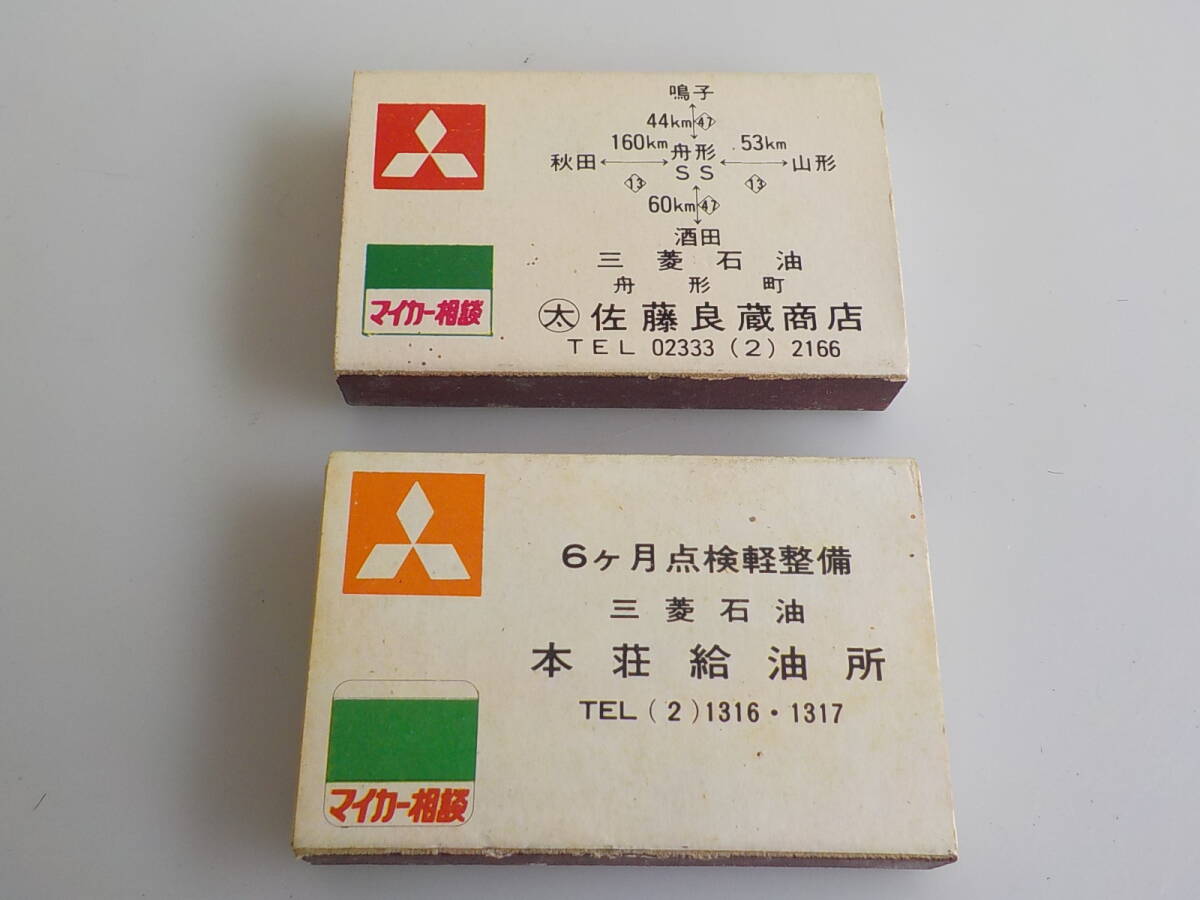 鳴子
44km 47
160km 舟形 53km
秋田 SS 山形
13 13
60km 47
酒田
三菱石油
舟形町
太 佐藤良蔵商店
TEL 02333(2)2166
マイカー相談
6ヶ月点検軽整備
三菱石油
本荘給油所
TEL(2)1316・1317
マイカー相談